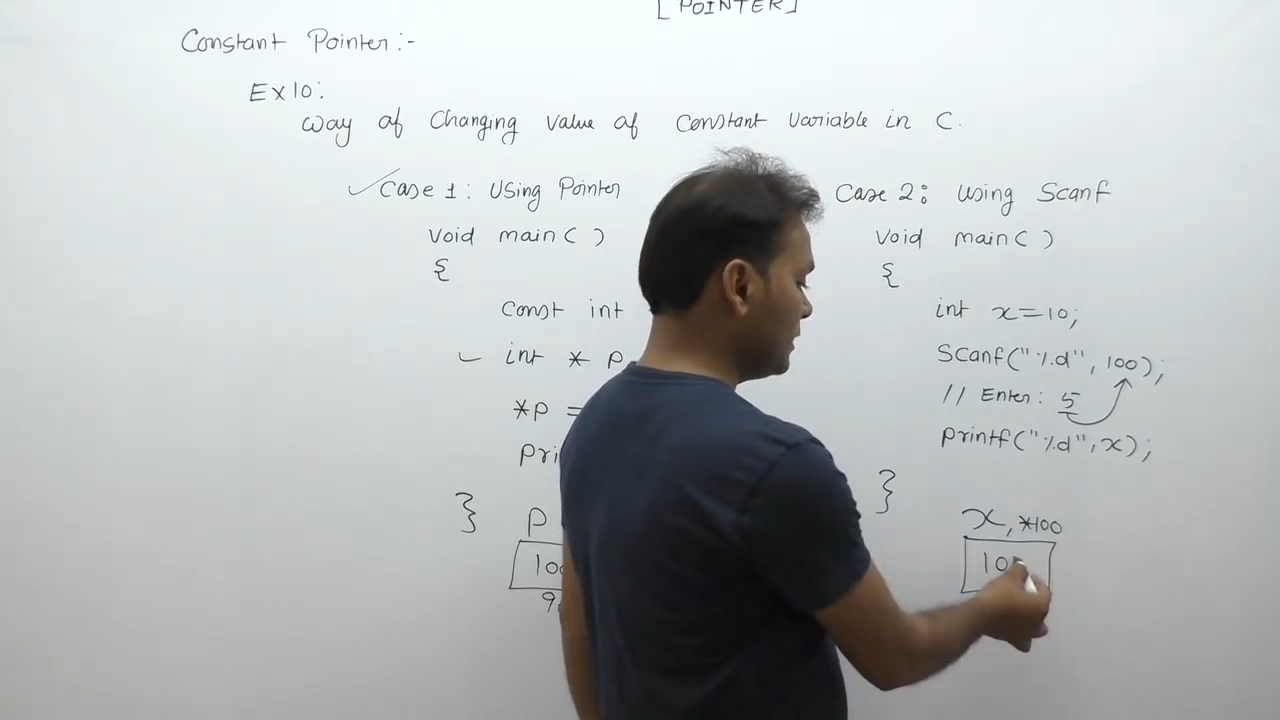 [ POINTER ]
Constant Pointer :-
Ex10:
Way of Changing value of constant variable in C.
Case 1: Using Pointer
void main( )
{
const int
int * p
*p =
}
p
Case 2: Using Scanf
void main( )
{
int x=10;
Scanf("%d", 100);
// Enter: 5
printf("%d",x);
}
x, *100